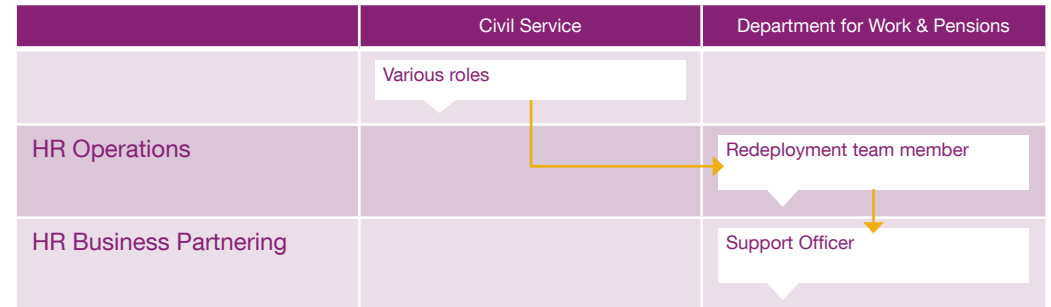 Civil Service
Department for Work & Pensions
Various roles
HR Operations
Redeployment team member
HR Business Partnering
Support Officer